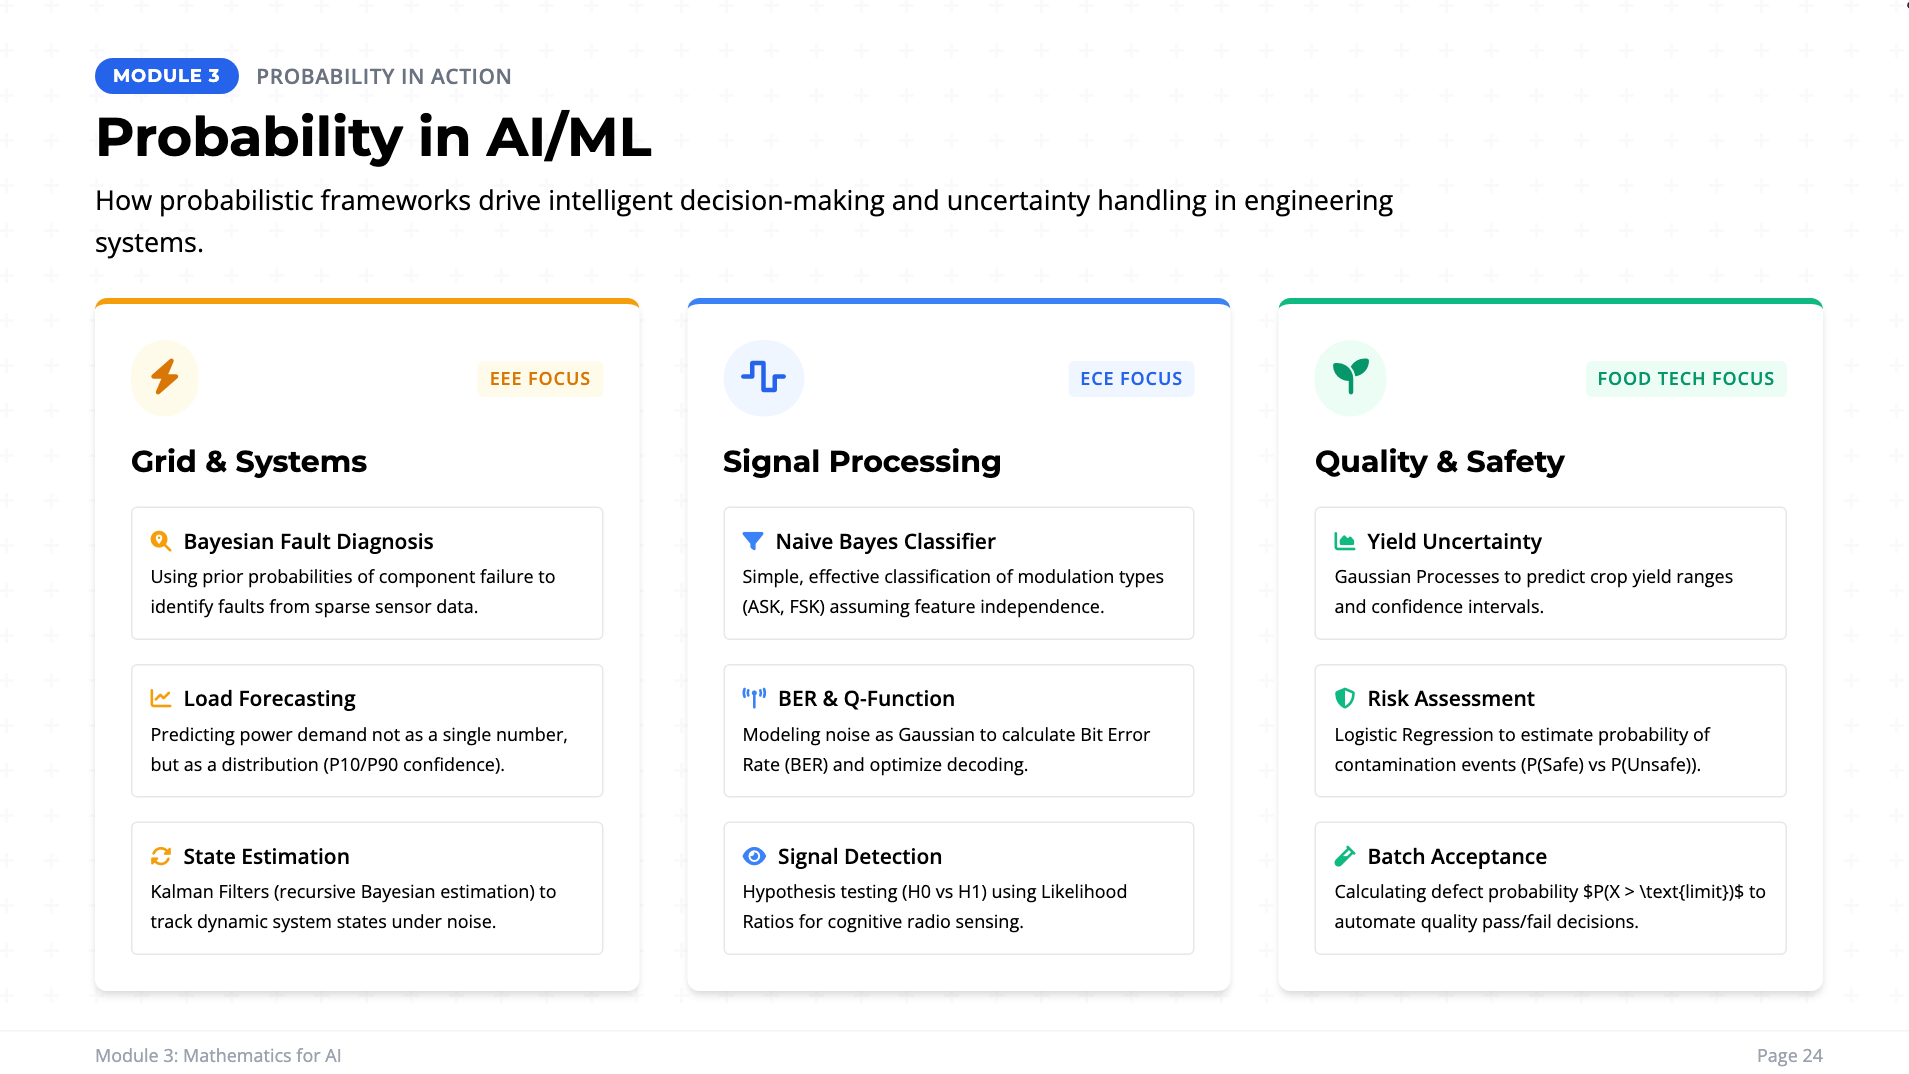 MODULE 3 PROBABILITY IN ACTION
Probability in AI/ML
How probabilistic frameworks drive intelligent decision-making and uncertainty handling in engineering
systems.
EEE FOCUS
Grid & Systems
Bayesian Fault Diagnosis
Using prior probabilities of component failure to
identify faults from sparse sensor data.
Load Forecasting
Predicting power demand not as a single number,
but as a distribution (P10/P90 confidence).
State Estimation
Kalman Filters (recursive Bayesian estimation) to
track dynamic system states under noise.
ECE FOCUS
Signal Processing
Naive Bayes Classifier
Simple, effective classification of modulation types
(ASK, FSK) assuming feature independence.
BER & Q-Function
Modeling noise as Gaussian to calculate Bit Error
Rate (BER) and optimize decoding.
Signal Detection
Hypothesis testing (H0 vs H1) using Likelihood
Ratios for cognitive radio sensing.
FOOD TECH FOCUS
Quality & Safety
Yield Uncertainty
Gaussian Processes to predict crop yield ranges
and confidence intervals.
Risk Assessment
Logistic Regression to estimate probability of
contamination events (P(Safe) vs P(Unsafe)).
Batch Acceptance
Calculating defect probability $P(X > \text{limit})$ to
automate quality pass/fail decisions.
Module 3: Mathematics for AI
Page 24